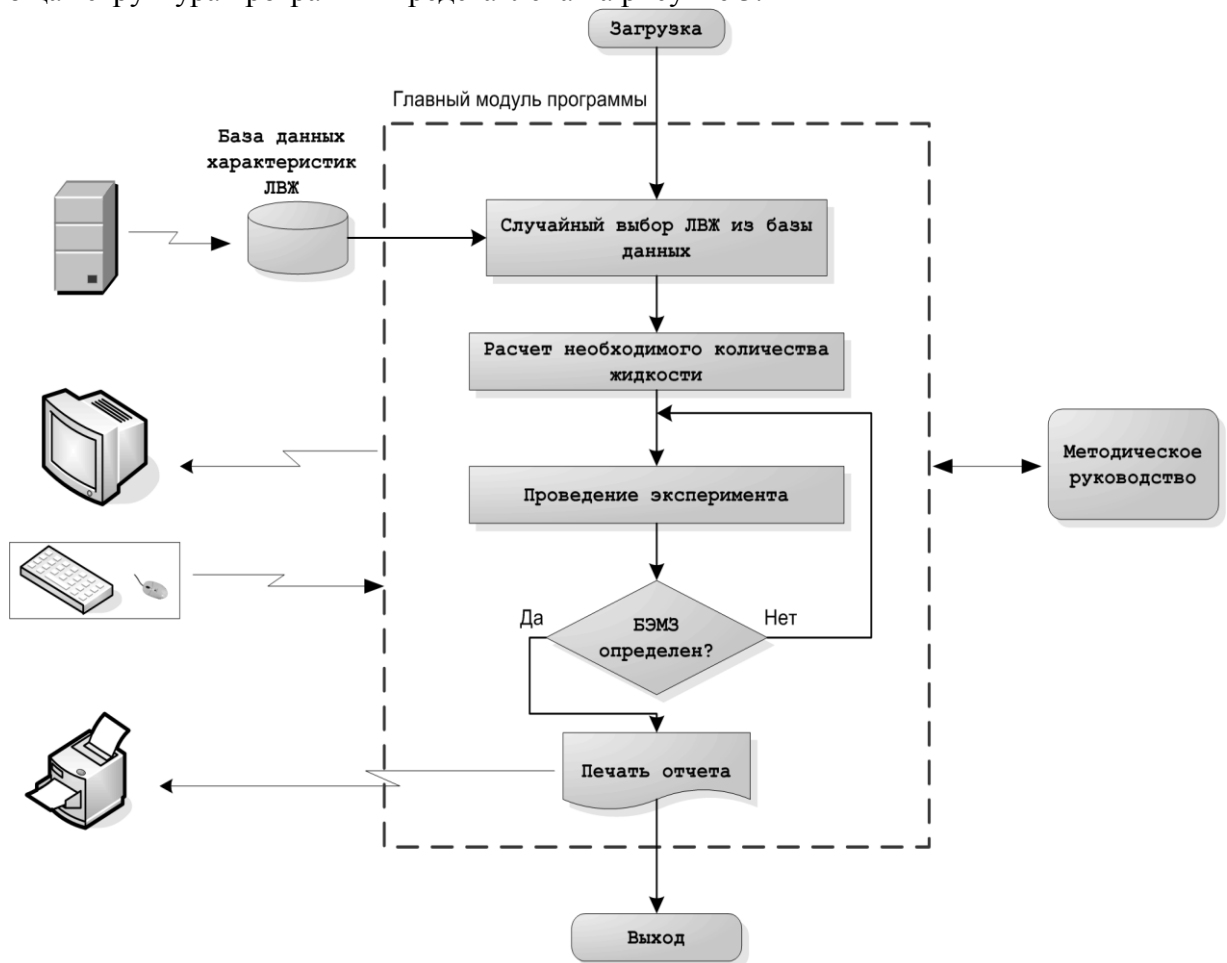 Загрузка
Главный модуль программы
База данных
характеристик
ЛВЖ
Случайный выбор ЛВЖ из базы
данных
Расчет необходимого количества
жидкости
Проведение эксперимента
Методическое
руководство
Да
БЭМЗ
определен?
Нет
Печать отчета
Выход